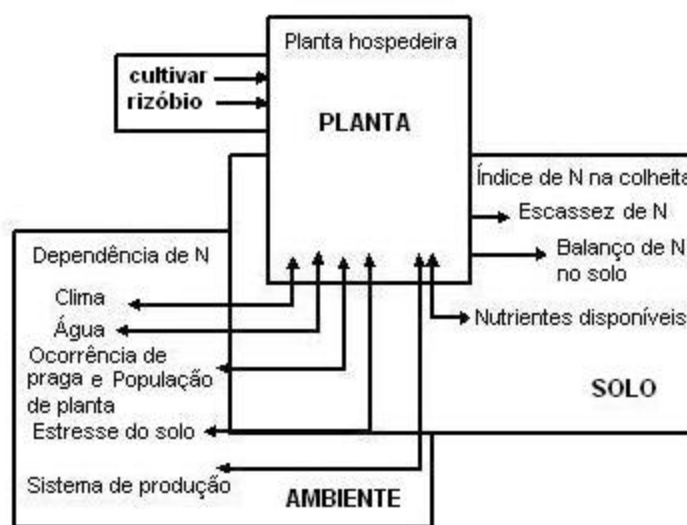 Planta hospedeira
cultivar
rizóbio
PLANTA
Índice de N na colheita
Escassez de N
Balanço de N
no solo
Nutrientes disponíveis
SOLO
Dependência de N
Clima
Água
Ocorrência de
praga e População
de planta
Estresse do solo
Sistema de produção
AMBIENTE